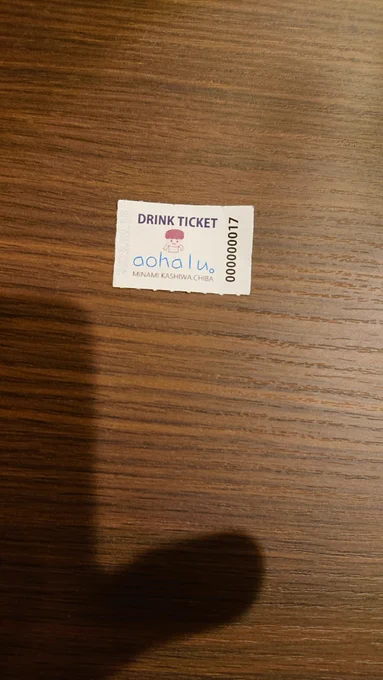 DRINK TICKET
aohalu。
MINAMI KASHIWA.CHIBA
000000017